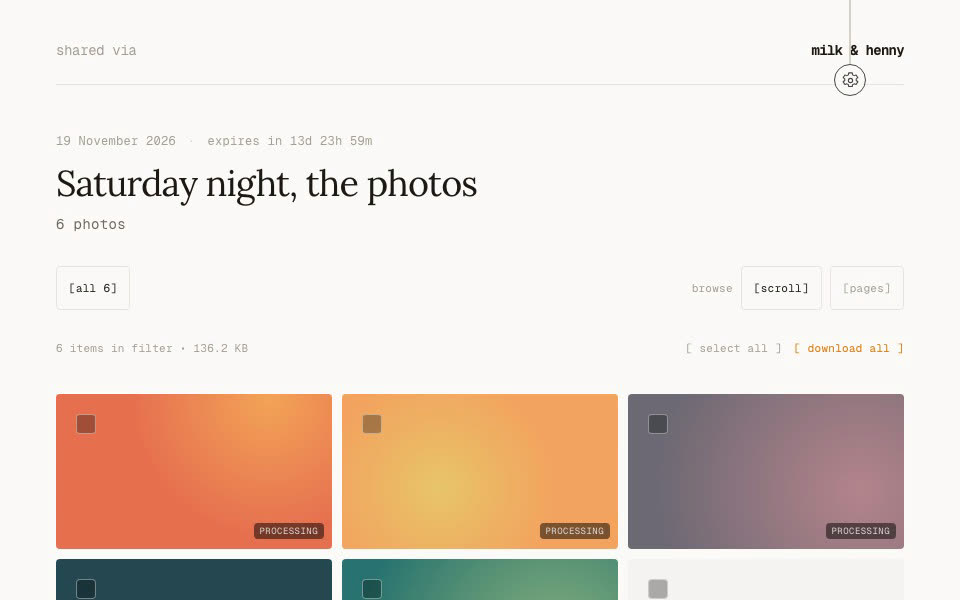 shared via
milk & henny
19 November 2026 · expires in 13d 23h 59m
Saturday night, the photos
6 photos
[all 6]
browse [scroll] [pages]
6 items in filter • 136.2 KB
[ select all ] [ download all ]
PROCESSING
PROCESSING
PROCESSING